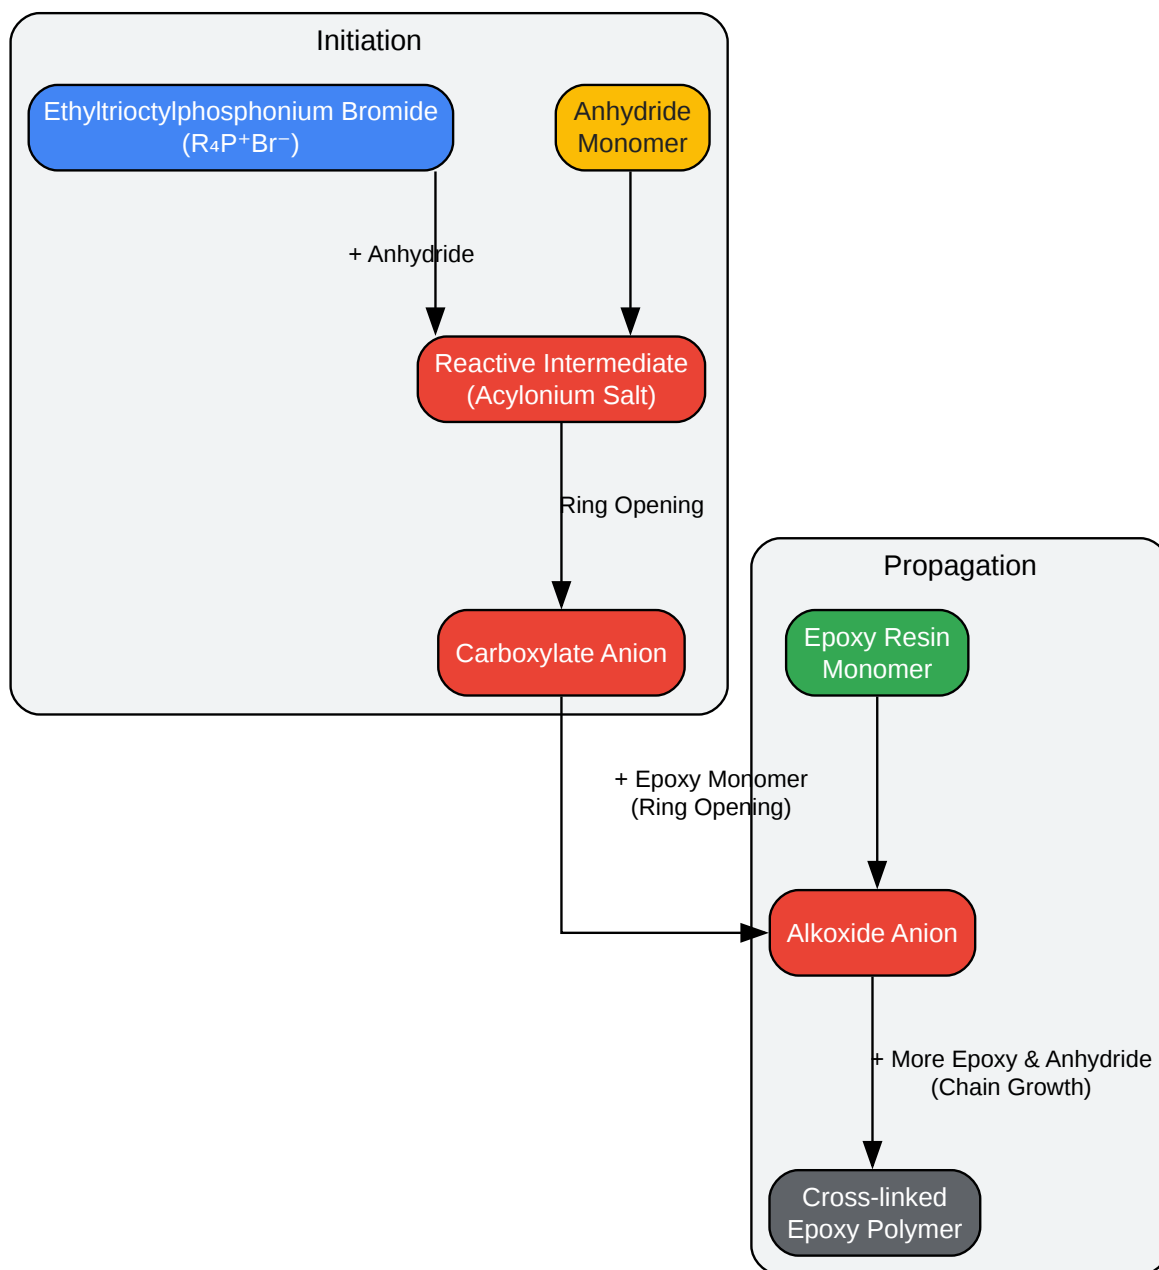 Initiation
Ethyltrioctylphosphonium Bromide
(R₄P⁺Br⁻)
Anhydride
Monomer
+ Anhydride
Reactive Intermediate
(Acylonium Salt)
Ring Opening
Carboxylate Anion
Propagation
Epoxy Resin
Monomer
+ Epoxy Monomer
(Ring Opening)
Alkoxide Anion
+ More Epoxy & Anhydride
(Chain Growth)
Cross-linked
Epoxy Polymer